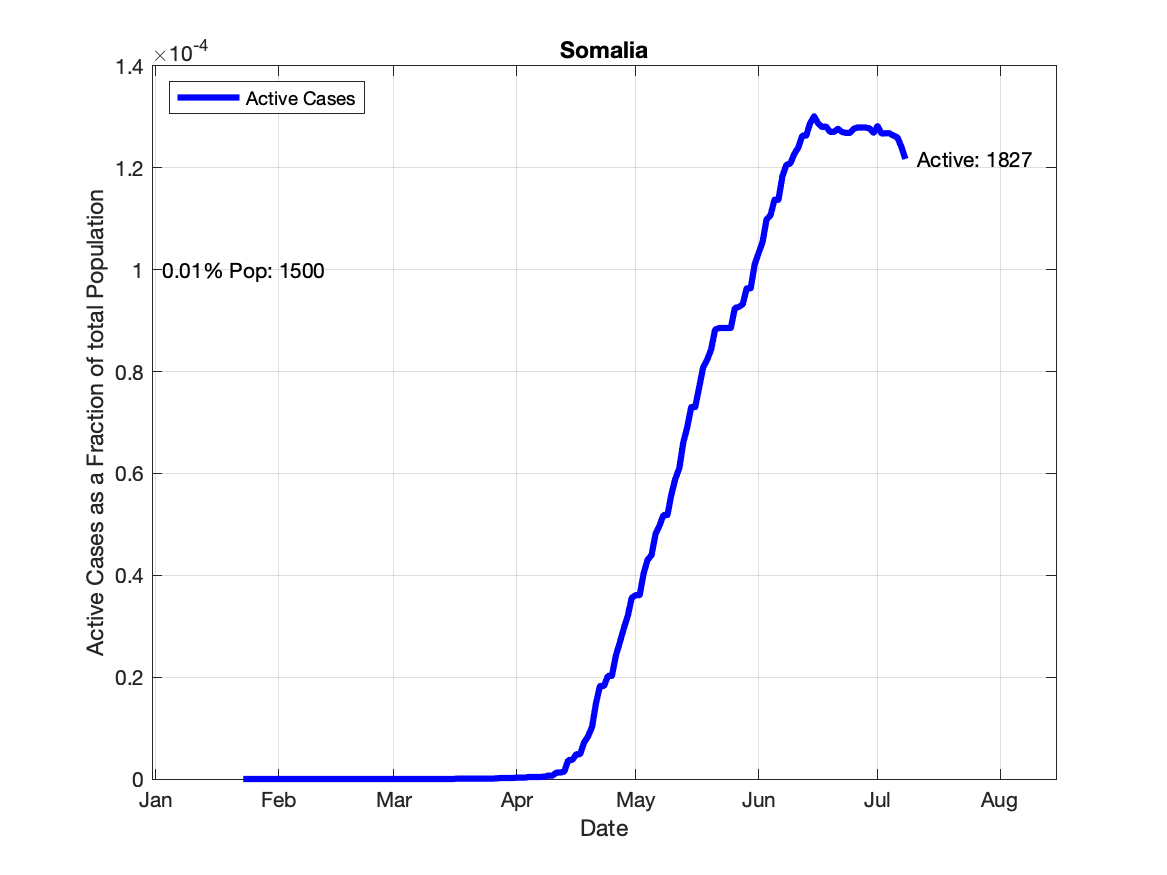 Somalia
×10-4
Active Cases
1.4
1.2
1
0.8
0.6
0.4
0.2
0
Active: 1827
0.01% Pop: 1500
Active Cases as a Fraction of total Population
Jan Feb Mar Apr May Jun Jul Aug
Date